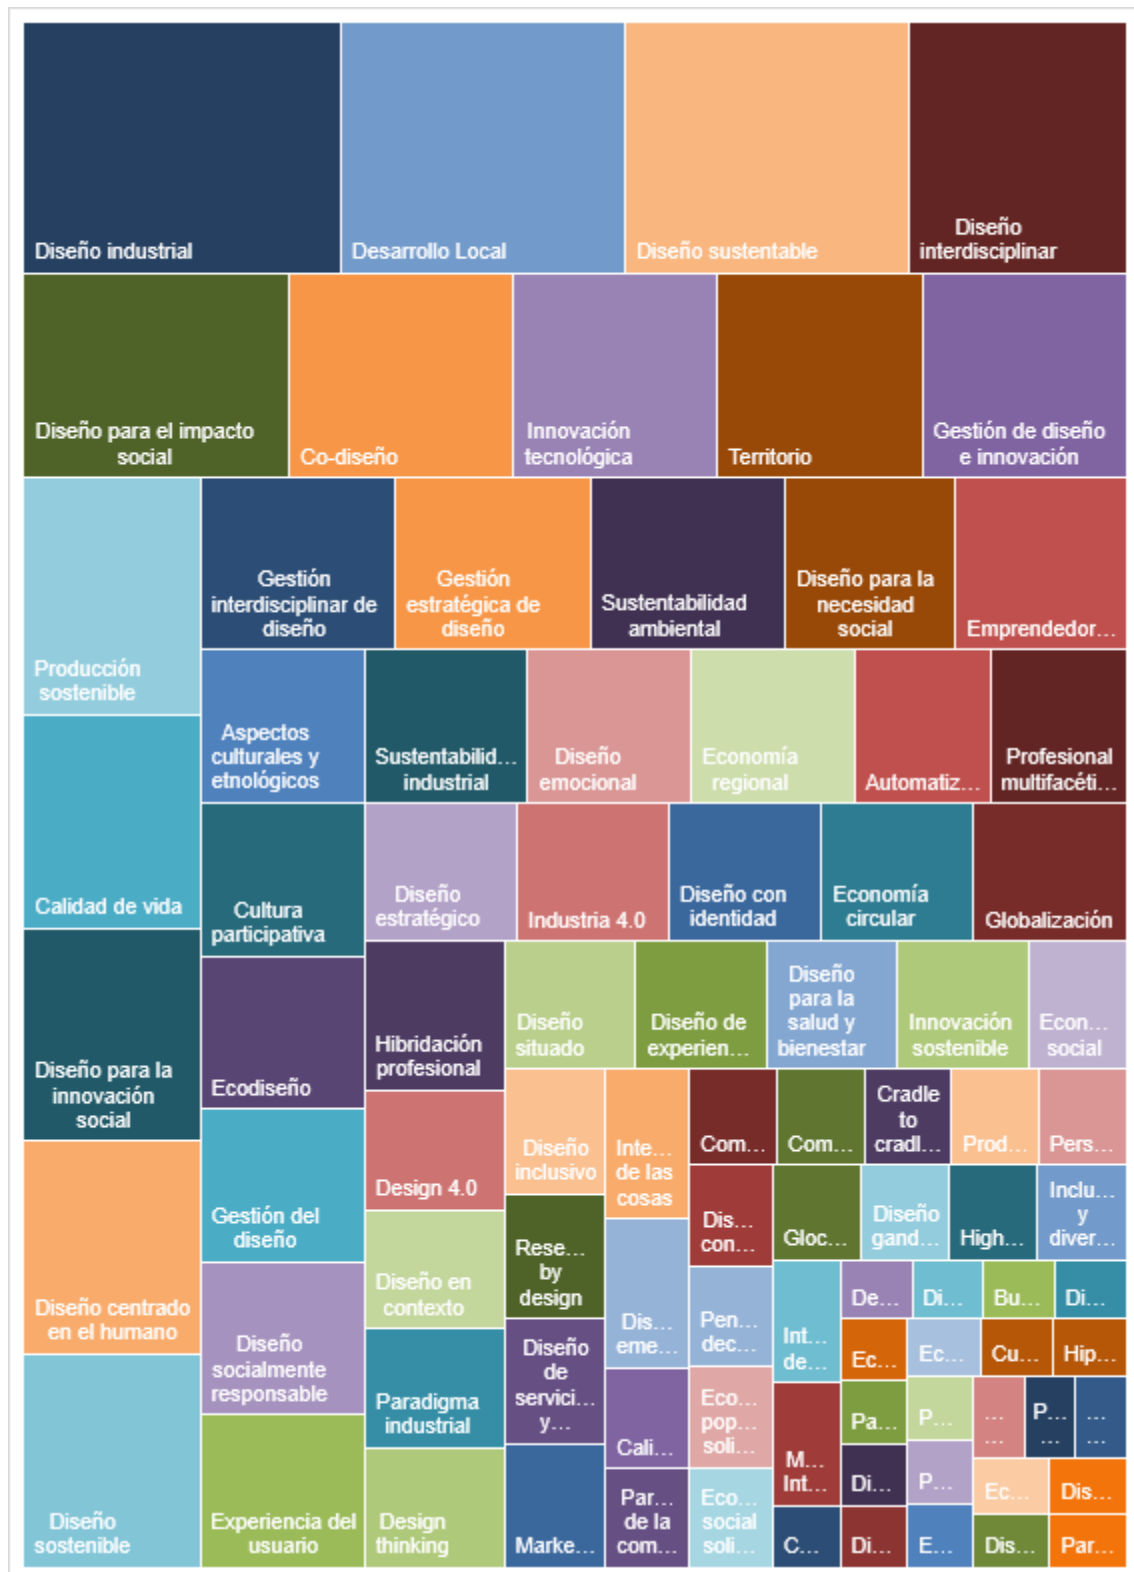 Diseño industrial
Desarrollo Local
Diseño sustentable
Diseño
interdisciplinar
Diseño para el impacto
social
Co-diseño
Innovación
tecnológica
Territorio
Gestión de diseño
e innovación
Producción
sostenible
Gestión
interdisciplinar de
diseño
Gestión
estratégica de
diseño
Sustentabilidad
ambiental
Diseño para la
necesidad
social
Emprendedor...
Calidad de vida
Aspectos
culturales y
etnológicos
Sustentabilid...
industrial
Diseño
emocional
Economía
regional
Automatiz...
Profesional
multifacéti...
Cultura
participativa
Diseño
estratégico
Industria 4.0
Diseño con
identidad
Economía
circular
Globalización
Diseño para la
innovación
social
Ecodiseño
Hibridación
profesional
Diseño
situado
Diseño de
experien...
Diseño
para la
salud y
bienestar
Innovación
sostenible
Econ...
social
Diseño centrado
en el humano
Gestión del
diseño
Design 4.0
Diseño
inclusivo
Inte...
de las
cosas
Com...
Com...
Cradle
to
cradl...
Prod...
Pers...
Diseño
socialmente
responsable
Diseño en
contexto
Rese...
by
design
Dis...
con...
Gloc...
Diseño
gand...
High...
Inclu...
y
diver...
Diseño
sostenible
Experiencia del
usuario
Paradigma
industrial
Design
thinking
Diseño
de
servici...
y...
Marke...
Dis...
eme...
Cali...
Par...
de la
com...
Pen...
dec...
Eco...
pop...
soli...
Eco...
social
soli...
Int...
de...
M...
Int...
C...
De...
Di...
Bu...
Di...
Ec...
Ec...
Cu...
Hip...
Pa...
P...
...
...
P...
...
...
...
Di...
P...
Ec...
Dis...
Di...
E...
Dis...
Par...